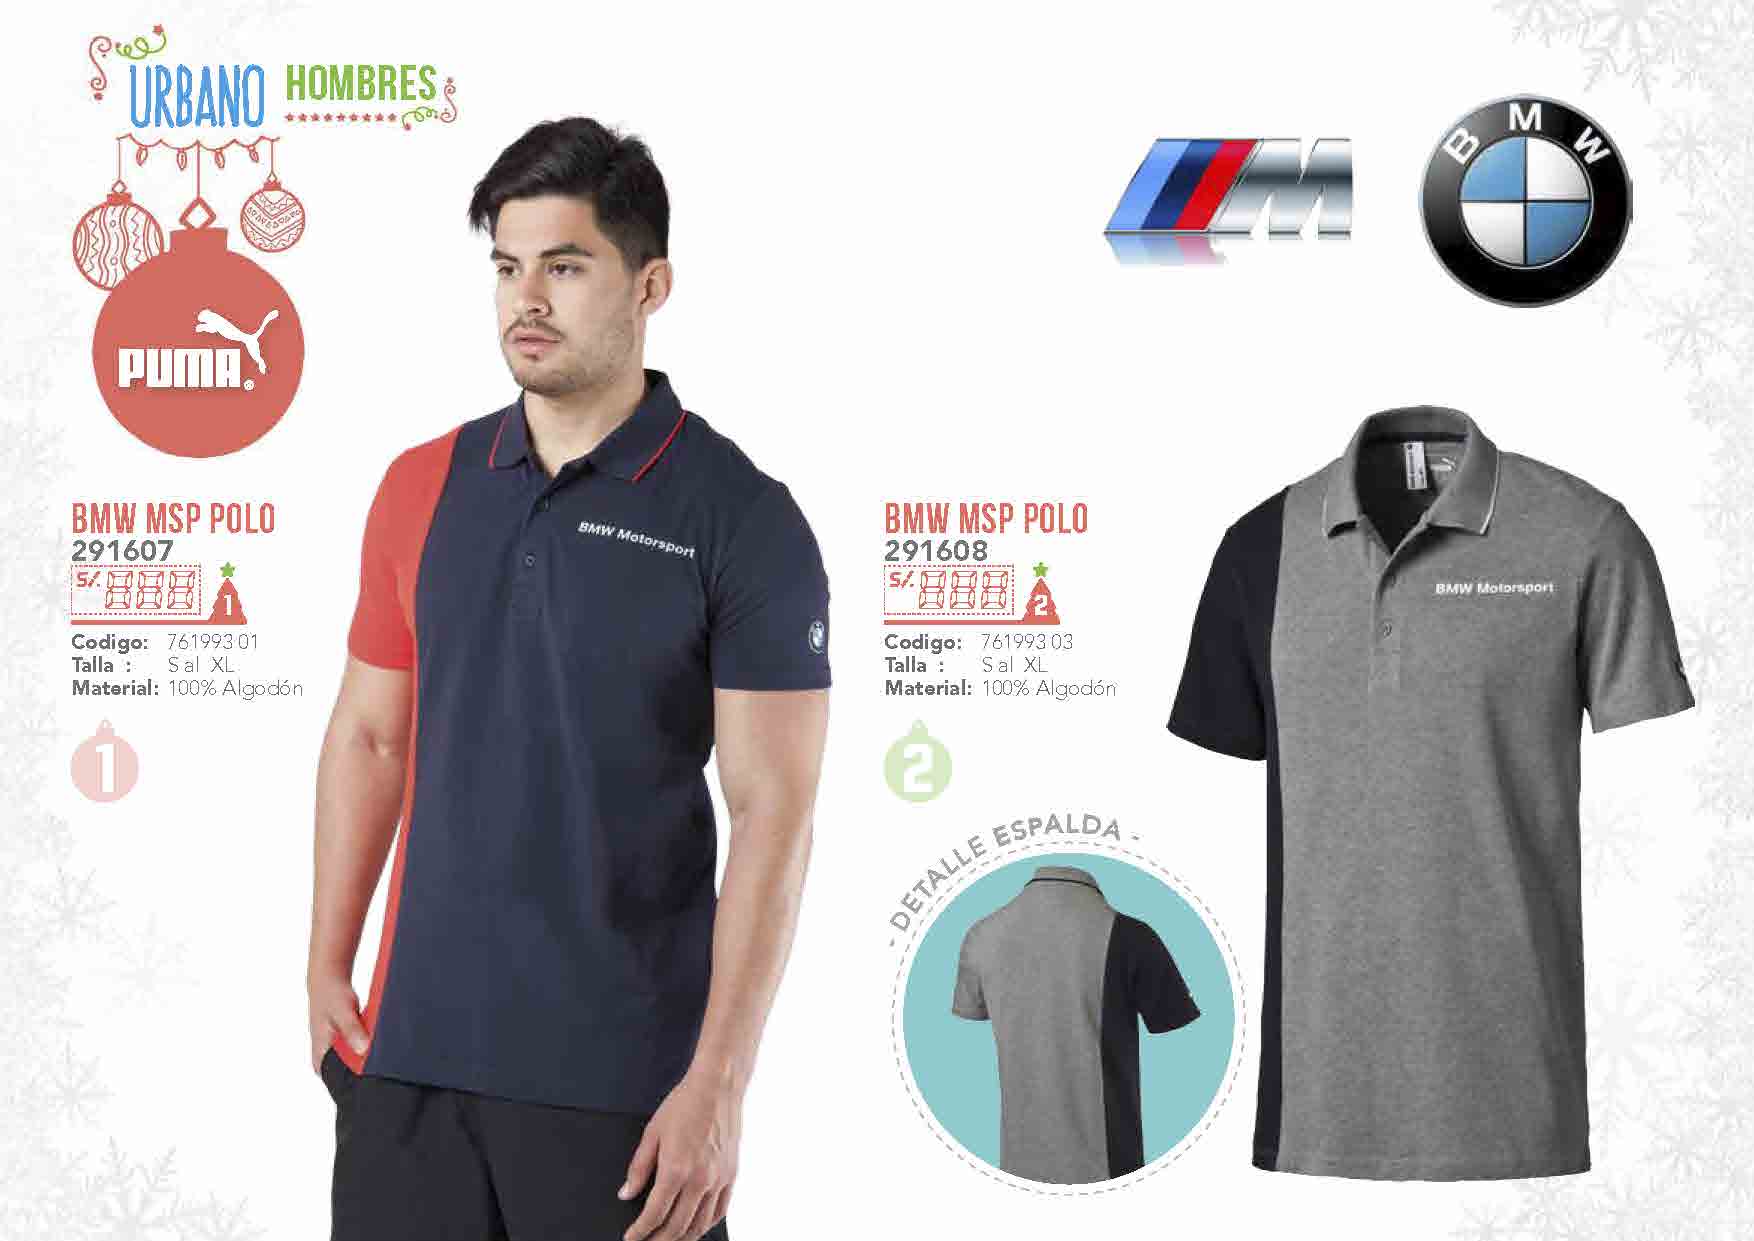 URBANO HOMBRES
PUMA®
M
BMW
BMW MSP POLO
291607
S/. 888
1
Codigo: 761993 01
Talla : S al XL
Material: 100% Algodón
1
BMW Motorsport
BMW MSP POLO
291608
S/. 888
2
Codigo: 761993 03
Talla : S al XL
Material: 100% Algodón
2
BMW Motorsport
- DETALLE ESPALDA -